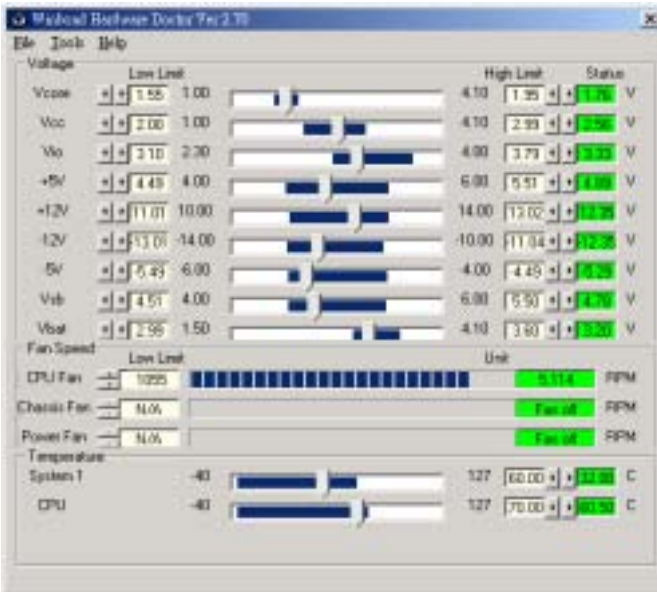 Winbond Hardware Doctor Ver 2.70
File Tools Help
Voltage
Low Limit High Limit Status
Vcore 1.55 1.00 4.10 1.95 1.76 V
Vcc 2.00 1.00 4.10 2.99 2.56 V
Vio 3.10 2.30 4.00 3.79 3.33 V
+5V 4.49 4.00 6.00 5.51 V
+12V 11.01 10.00 14.00 13.02 12.35 V
-12V -13.01 -14.00 -10.00 -11.04 -12.35 V
-5V -5.49 -6.00 -4.00 -4.49 -5.29 V
Vsb 4.51 4.00 6.00 5.50 4.79 V
Vbat 2.99 1.50 4.10 3.60 3.20 V
Fan Speed
Low Limit Unit
CPU Fan 1095 5,114 RPM
Chassis Fan N/A Fan off RPM
Power Fan N/A Fan off RPM
Temperature
System T -40 127 60.00 32.00 C
CPU -40 127 70.00 60.50 C